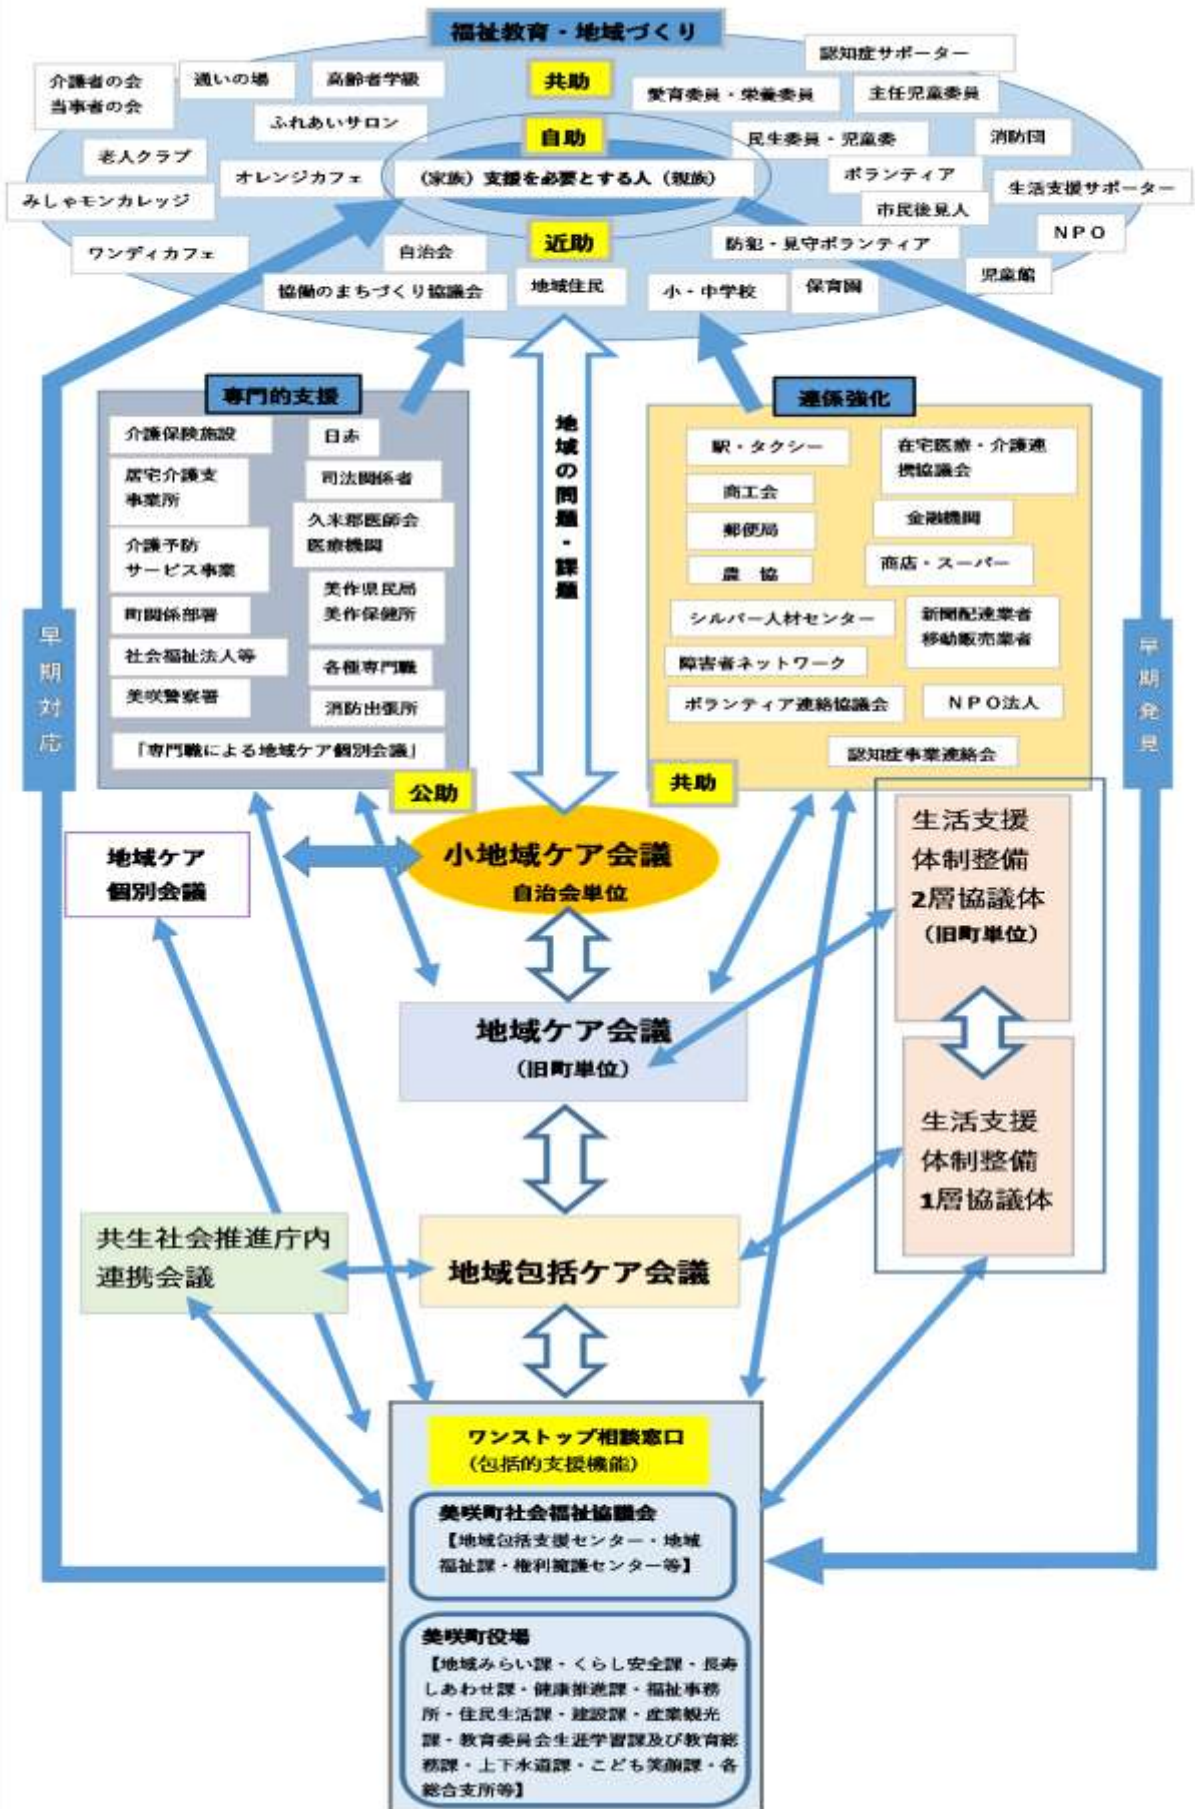 福祉教育・地域づくり
認知症サポーター
介護者の会
当事者の会
通いの場
高齢者学級
共助
愛育委員・栄養委員
主任児童委員
ふれあいサロン
自助
民生委員・児童委
消防団
老人クラブ
オレンジカフェ
（家族）支援を必要とする人（親族）
ボランティア
生活支援サポーター
みしゃモンカレッジ
市民後見人
NPO
ワンディカフェ
自治会
近助
防犯・見守ボランティア
児童館
協働のまちづくり協議会
地域住民
小・中学校
保育園
専門的支援
介護保険施設
日赤
居宅介護支
事業所
司法関係者
久米郡医師会
医療機関
介護予防
サービス事業
美作県民局
美作保健所
町関係部署
社会福祉法人等
各種専門職
美咲警察署
消防出張所
「専門職による地域ケア個別会議」
公助
地域の問題・課題
連係強化
駅・タクシー
在宅医療・介護連
携協議会
商工会
金融機関
郵便局
商店・スーパー
農　協
シルバー人材センター
新聞配達業者
移動販売業者
障害者ネットワーク
ボランティア連絡協議会
NPO法人
認知症事業連絡会
共助
早期対応
早期発見
地域ケア
個別会議
小地域ケア会議
自治会単位
生活支援
体制整備
2層協議体
（旧町単位）
地域ケア会議
（旧町単位）
生活支援
体制整備
1層協議体
共生社会推進庁内
連携会議
地域包括ケア会議
ワンストップ相談窓口
（包括的支援機能）
美咲町社会福祉協議会
【地域包括支援センター・地域
福祉課・権利擁護センター等】
美咲町役場
【地域みらい課・くらし安全課・長寿
しあわせ課・健康推進課・福祉事務
所・住民生活課・建設課・産業観光
課・教育委員会生涯学習課及び教育総
務課・上下水道課・こども笑顔課・各
総合支所等】